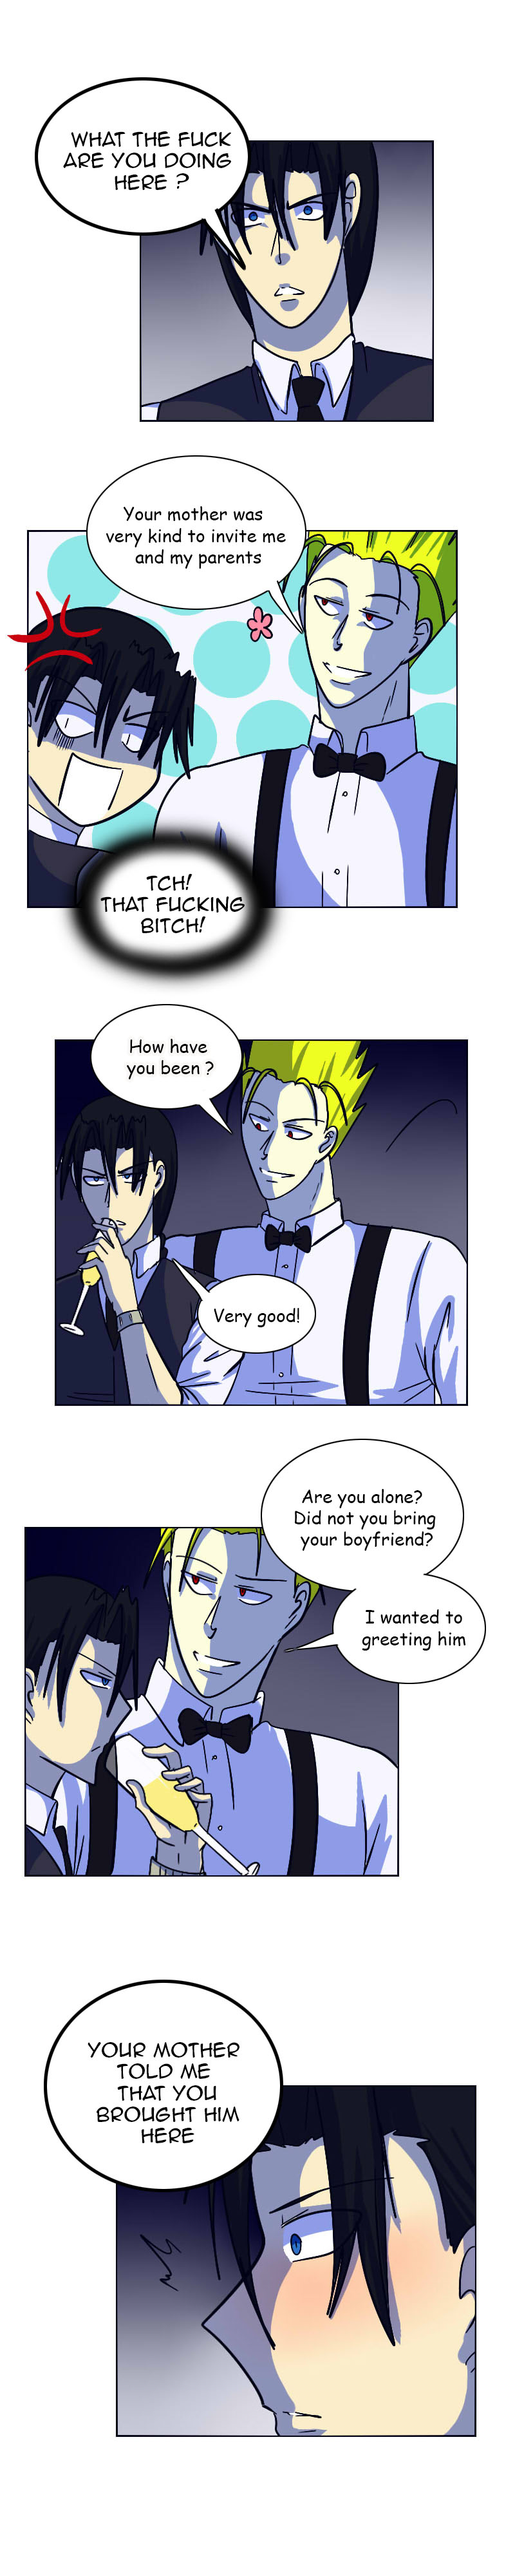 WHAT THE FUCK
ARE YOU DOING
HERE ?
Your mother was
very kind to invite me
and my parents
TCH!
THAT FUCKING
BITCH!
How have
you been ?
Very good!
Are you alone?
Did not you bring
your boyfriend?
I wanted to
greeting him
YOUR MOTHER
TOLD ME
THAT YOU
BROUGHT HIM
HERE